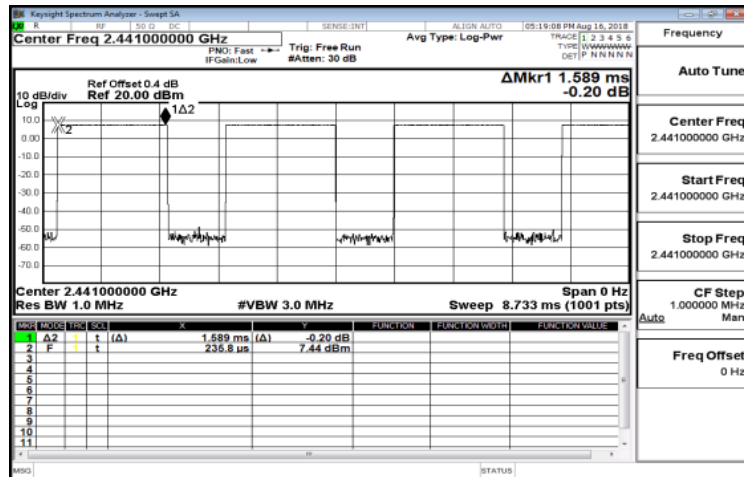 Keysight Spectrum Analyzer - Swept SA
R RF 50 Ω DC SENSE:INT ALIGN AUTO 05:19:08 PM Aug 16, 2018
Center Freq 2.441000000 GHz
PNO: Fast
IFGain:Low
Trig: Free Run
#Atten: 30 dB
Avg Type: Log-Pwr
TRACE 1 2 3 4 5 6
TYPE WWWWWW
DET P NNNNN
Ref Offset 0.4 dB
10 dB/div Ref 20.00 dBm
ΔMkr1 1.589 ms
-0.20 dB
Log
1Δ2
2
10.0
0.00
-10.0
-20.0
-30.0
-40.0
-50.0
-60.0
-70.0
Center 2.441000000 GHz Span 0 Hz
Res BW 1.0 MHz #VBW 3.0 MHz Sweep 8.733 ms (1001 pts)
MKR MODE TRC SCL X Y FUNCTION FUNCTION WIDTH FUNCTION VALUE
1 Δ2 1 t (Δ) 1.589 ms (Δ) -0.20 dB
2 F 1 t 235.8 µs 7.44 dBm
3
4
5
6
7
8
9
10
11
MSG STATUS
Frequency
Auto Tune
Center Freq
2.441000000 GHz
Start Freq
2.441000000 GHz
Stop Freq
2.441000000 GHz
CF Step
1.000000 MHz
Auto Man
Freq Offset
0 Hz